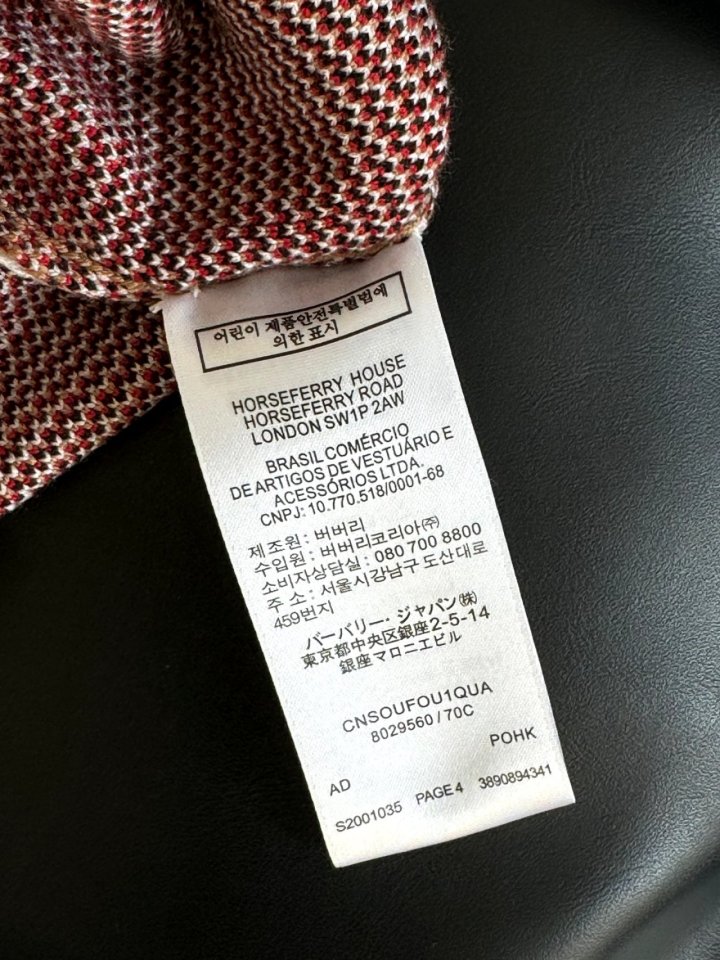 어린이 제품안전특별법에
의한 표시
HORSEFERRY HOUSE
HORSEFERRY ROAD
LONDON SW1P 2AW
BRASIL COMÉRCIO
DE ARTIGOS DE VESTUÁRIO E
ACESSÓRIOS LTDA.
CNPJ: 10.770.518/0001-68
제조원 : 버버리
수입원 : 버버리코리아㈜
소비자상담실 : 080 700 8800
주 소 : 서울시강남구 도산대로
459번지
バーバリー・ジャパン㈱
東京都中央区銀座2-5-14
銀座マロニエビル
CNSOUFOU1QUA
8029560 / 70C
POHK
AD
S2001035 PAGE 4 3890894341